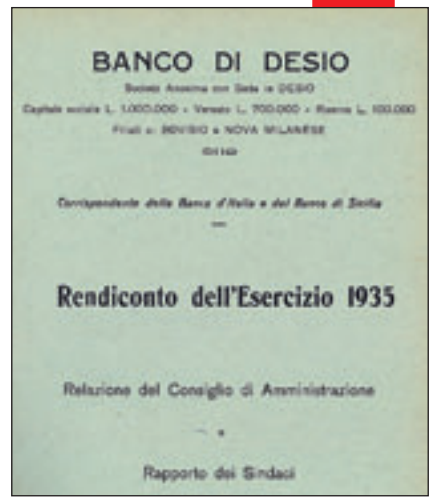 BANCO DI DESIO
Società Anonima con Sede in DESIO
Capitale sociale L. 1.000.000 - Versato L. 700.000 - Riserva L. 100.000
Filiali a: BOVISIO e NOVA MILANESE
Corrispondente della Banca d'Italia e del Banco di Sicilia
Rendiconto dell'Esercizio 1935
Relazione del Consiglio di Amministrazione
Rapporto dei Sindaci